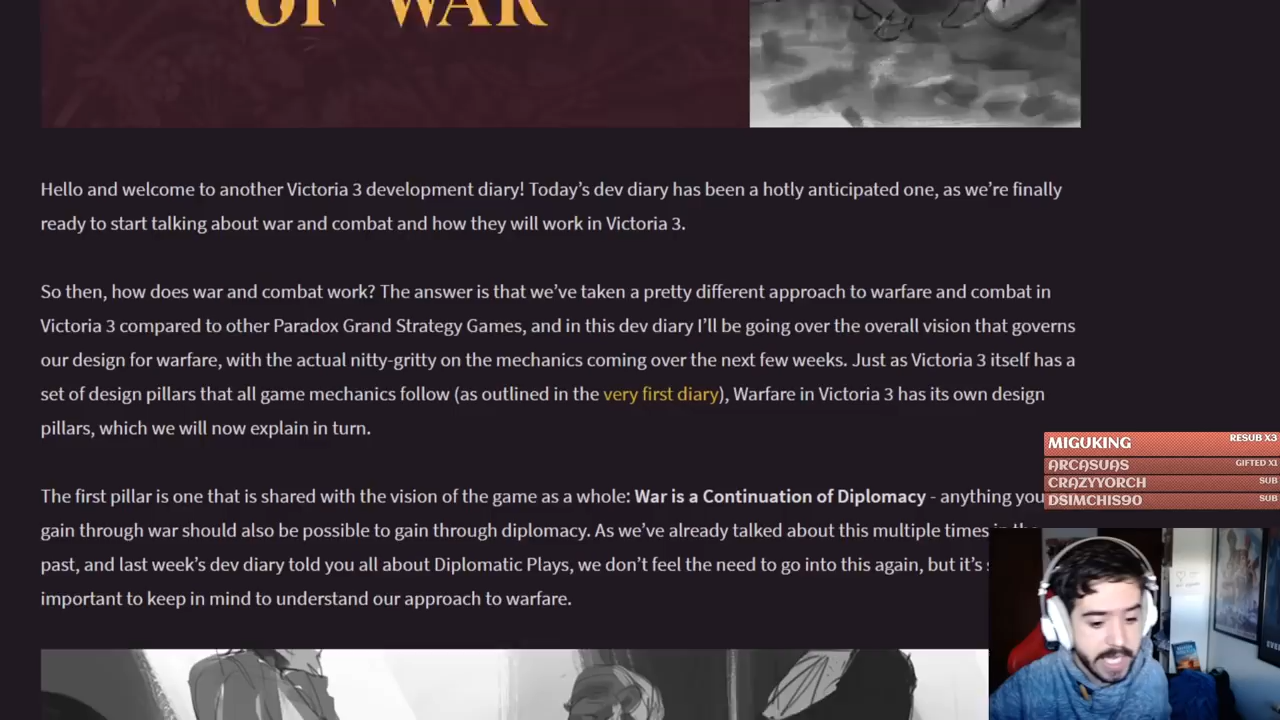 OF WAR
Hello and welcome to another Victoria 3 development diary! Today’s dev diary has been a hotly anticipated one, as we’re finally
ready to start talking about war and combat and how they will work in Victoria 3.
So then, how does war and combat work? The answer is that we’ve taken a pretty different approach to warfare and combat in
Victoria 3 compared to other Paradox Grand Strategy Games, and in this dev diary I’ll be going over the overall vision that governs
our design for warfare, with the actual nitty-gritty on the mechanics coming over the next few weeks. Just as Victoria 3 itself has a
set of design pillars that all game mechanics follow (as outlined in the very first diary), Warfare in Victoria 3 has its own design
pillars, which we will now explain in turn.
The first pillar is one that is shared with the vision of the game as a whole: War is a Continuation of Diplomacy - anything you
gain through war should also be possible to gain through diplomacy. As we’ve already talked about this multiple times in the
past, and last week’s dev diary told you all about Diplomatic Plays, we don’t feel the need to go into this again, but it’s
important to keep in mind to understand our approach to warfare.
MIGUKING RESUB X3
ARCASUAS GIFTED X1
CRAZYYORCH SUB
DSIMCHIS90 SUB